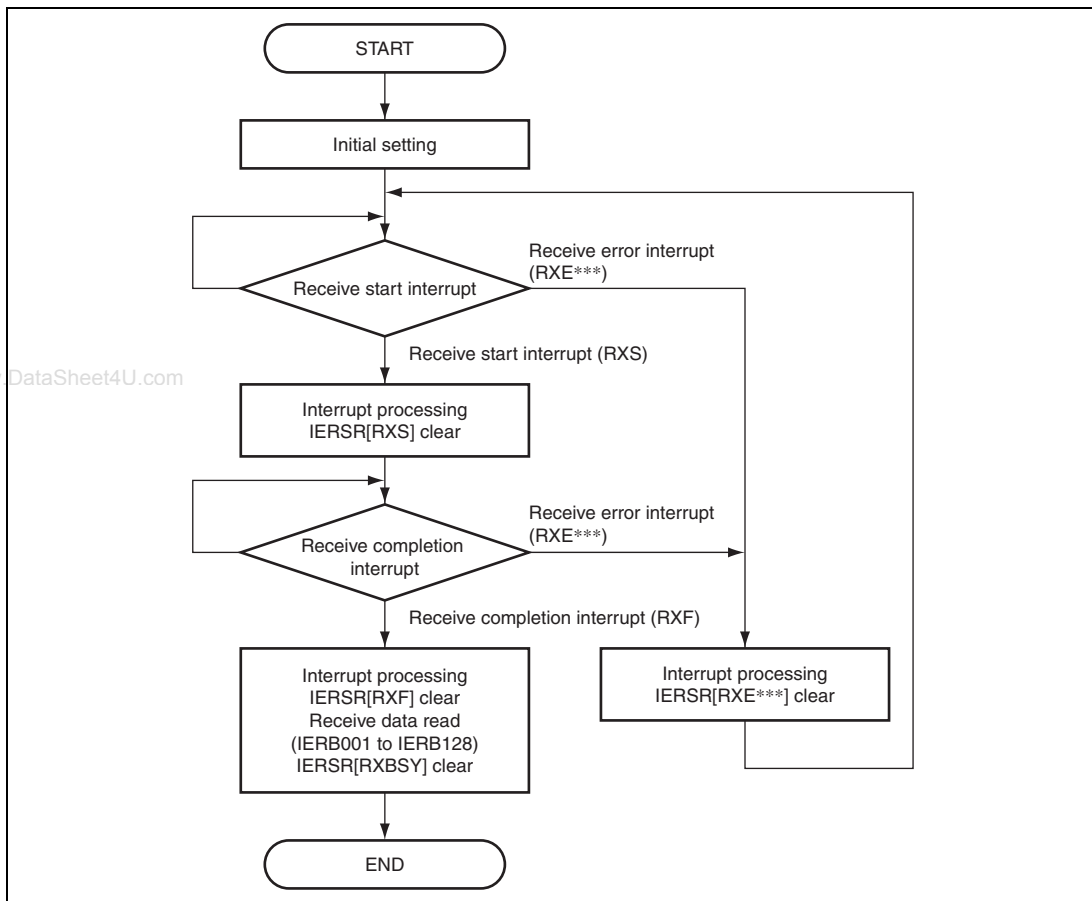 START
Initial setting
Receive error interrupt
(RXE***)
Receive start interrupt
Receive start interrupt (RXS)
.DataSheet4U.com
Interrupt processing
IERSR[RXS] clear
Receive error interrupt
(RXE***)
Receive completion
interrupt
Receive completion interrupt (RXF)
Interrupt processing
IERSR[RXF] clear
Receive data read
(IERB001 to IERB128)
IERSR[RXBSY] clear
Interrupt processing
IERSR[RXE***] clear
END